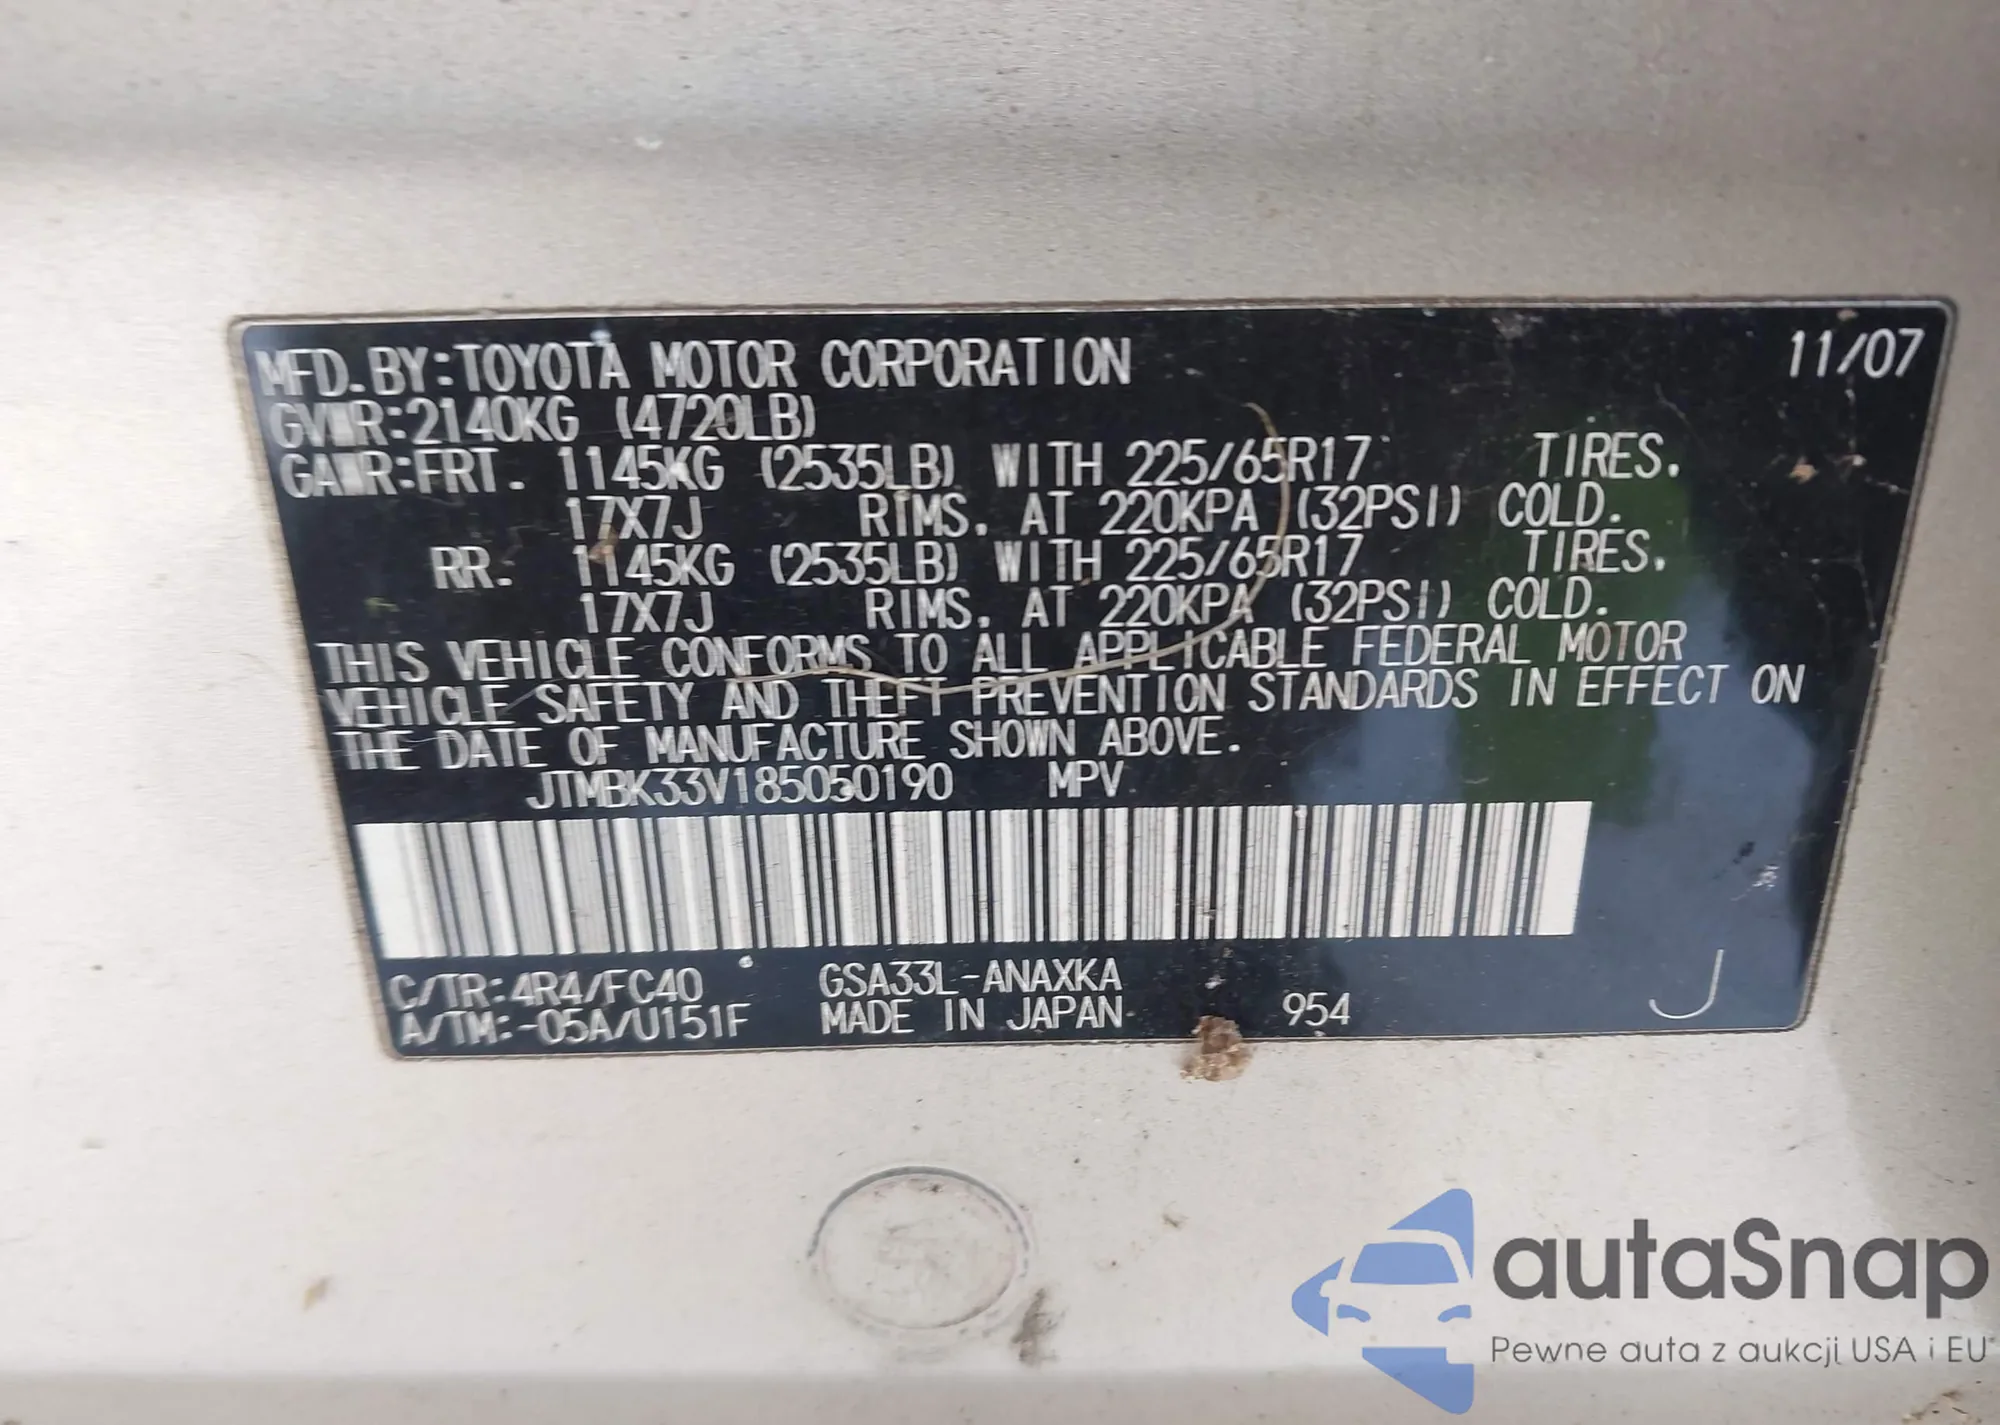 MFD. BY: TOYOTA MOTOR CORPORATION 11/07
GVWR: 2140KG (4720LB)
GAWR: FRT. 1145KG (2535LB) WITH 225/65R17 TIRES.
17X7J RIMS, AT 220KPA (32PSI) COLD.
RR. 1145KG (2535LB) WITH 225/65R17 TIRES,
17X7J RIMS, AT 220KPA (32PSI) COLD.
THIS VEHICLE CONFORMS TO ALL APPLICABLE FEDERAL MOTOR
VEHICLE SAFETY AND THEFT PREVENTION STANDARDS IN EFFECT ON
THE DATE OF MANUFACTURE SHOWN ABOVE.
JTMBK33V185050190 MPV
C/TR: 4R4/FC40 GSA33L-ANAXKA
A/TM: -05A/U151F MADE IN JAPAN 954 J
autaSnap
Pewne auta z aukcji USA i EU